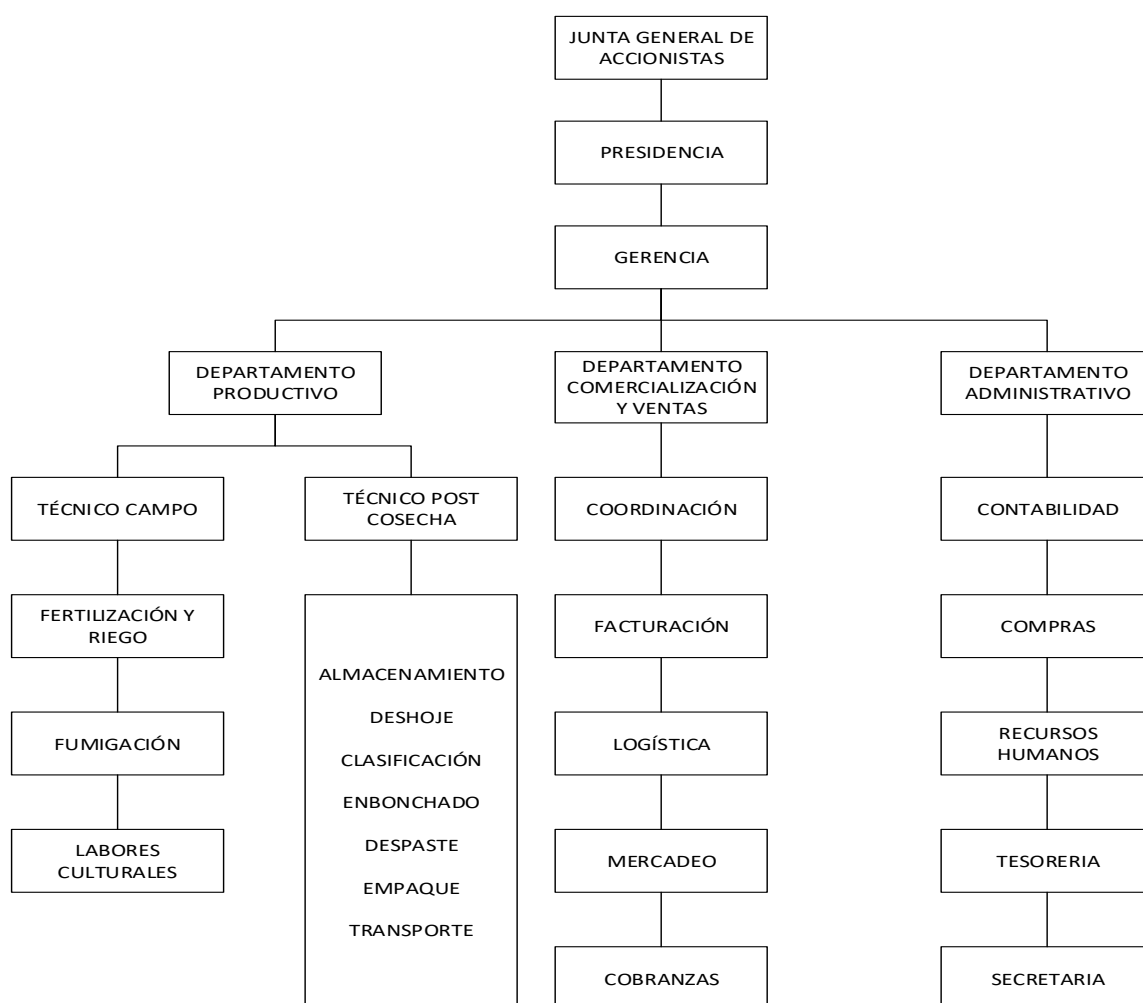 JUNTA GENERAL DE
ACCIONISTAS
PRESIDENCIA
GERENCIA
DEPARTAMENTO
PRODUCTIVO
DEPARTAMENTO
COMERCIALIZACIÓN
Y VENTAS
DEPARTAMENTO
ADMINISTRATIVO
TÉCNICO CAMPO
TÉCNICO POST
COSECHA
COORDINACIÓN
CONTABILIDAD
FERTILIZACIÓN Y
RIEGO
FACTURACIÓN
COMPRAS
ALMACENAMIENTO
DESHOJE
CLASIFICACIÓN
ENBONCHADO
DESPASTE
EMPAQUE
TRANSPORTE
FUMIGACIÓN
LOGÍSTICA
RECURSOS
HUMANOS
LABORES
CULTURALES
MERCADEO
TESORERIA
COBRANZAS
SECRETARIA